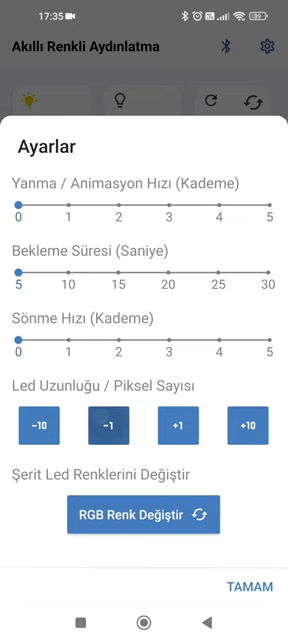 17:35
89
Akıllı Renkli Aydınlatma
Ayarlar
Yanma / Animasyon Hızı (Kademe)
0 1 2 3 4 5
Bekleme Süresi (Saniye)
5 10 15 20 25 30
Sönme Hızı (Kademe)
0 1 2 3 4 5
Led Uzunluğu / Piksel Sayısı
-10 -1 +1 +10
Şerit Led Renklerini Değiştir
RGB Renk Değiştir
TAMAM